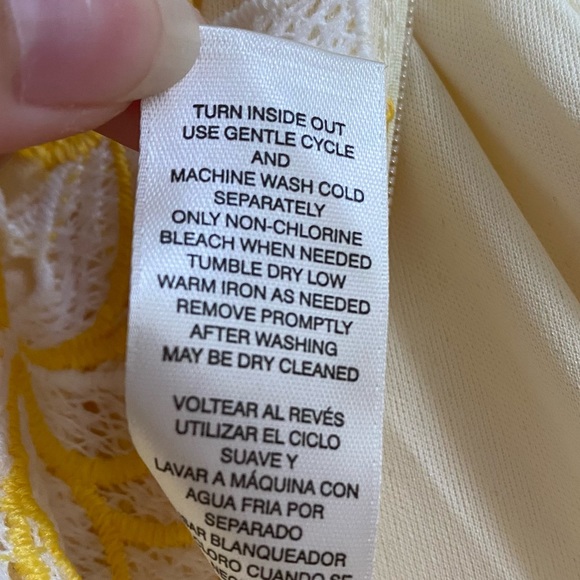 TURN INSIDE OUT
USE GENTLE CYCLE
AND
MACHINE WASH COLD
SEPARATELY
ONLY NON-CHLORINE
BLEACH WHEN NEEDED
TUMBLE DRY LOW
WARM IRON AS NEEDED
REMOVE PROMPTLY
AFTER WASHING
MAY BE DRY CLEANED
VOLTEAR AL REVÉS
UTILIZAR EL CICLO
SUAVE Y
LAVAR A MÁQUINA CON
AGUA FRIA POR
SEPARADO
BLANQUEADOR
CUANDO SE